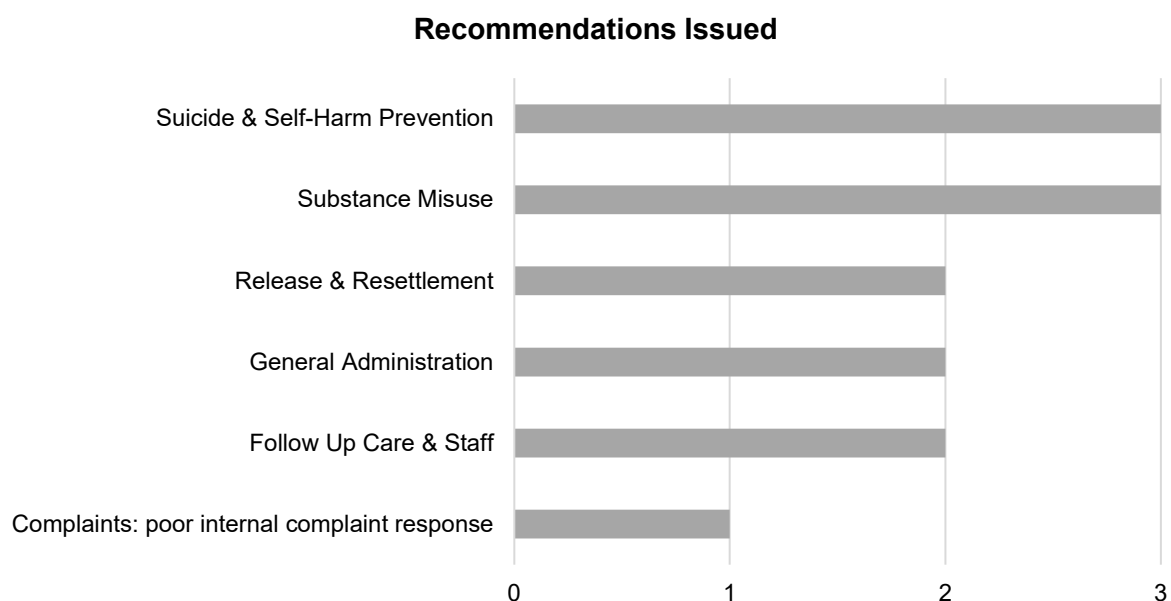 Recommendations Issued
Suicide & Self-Harm Prevention
Substance Misuse
Release & Resettlement
General Administration
Follow Up Care & Staff
Complaints: poor internal complaint response
0 1 2 3